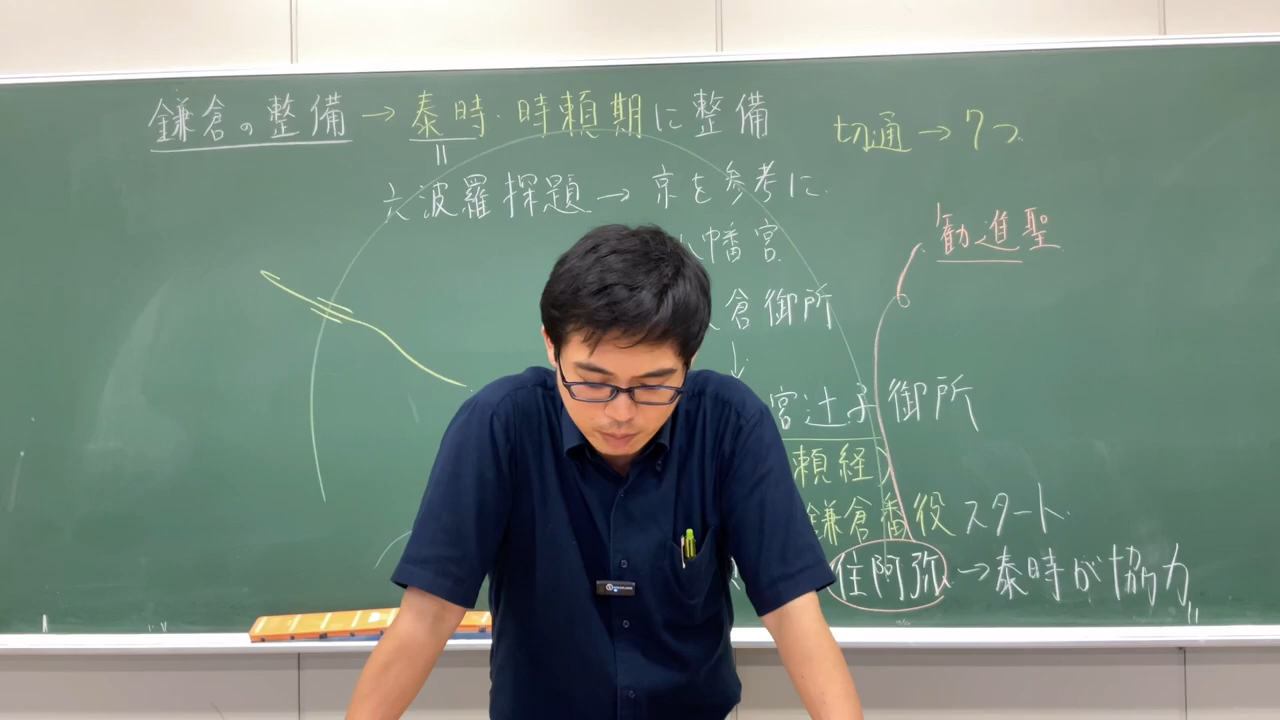 鎌倉の整備→泰時・時頼期に整備
切通→7つ
六波羅探題→京を参考に
勧進聖
八幡宮
倉御所
↓
宮辻子御所
頼経)
鎌倉番役スタート
住阿弥→泰時が協力